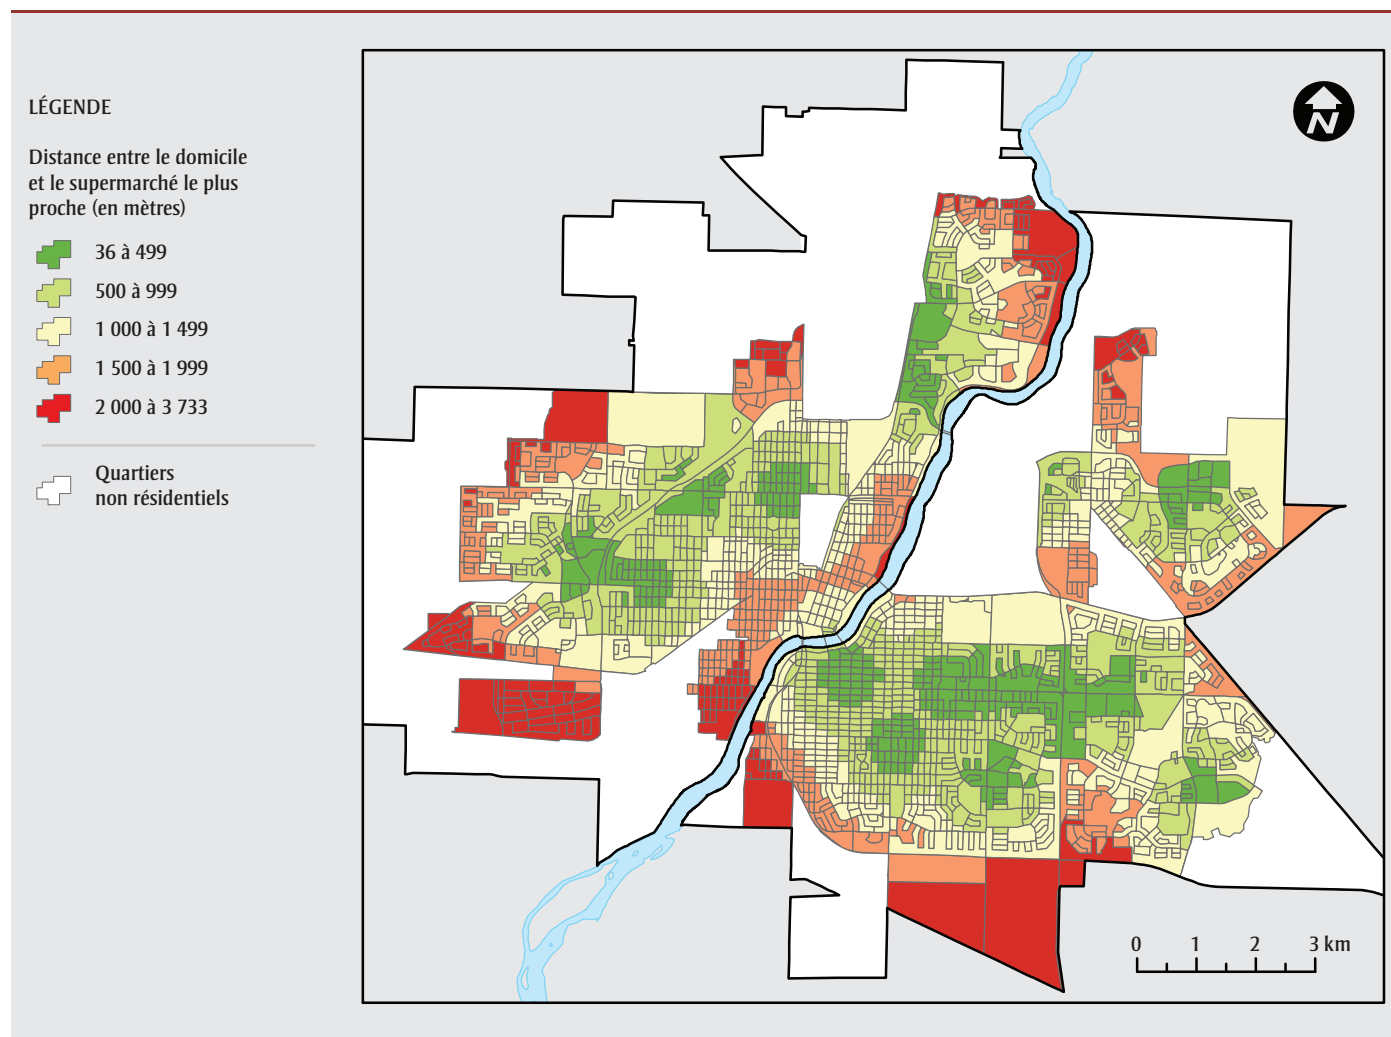 LÉGENDE
Distance entre le domicile
et le supermarché le plus
proche (en mètres)
36 à 499
500 à 999
1 000 à 1 499
1 500 à 1 999
2 000 à 3 733
Quartiers
non résidentiels
N
0 1 2 3 km